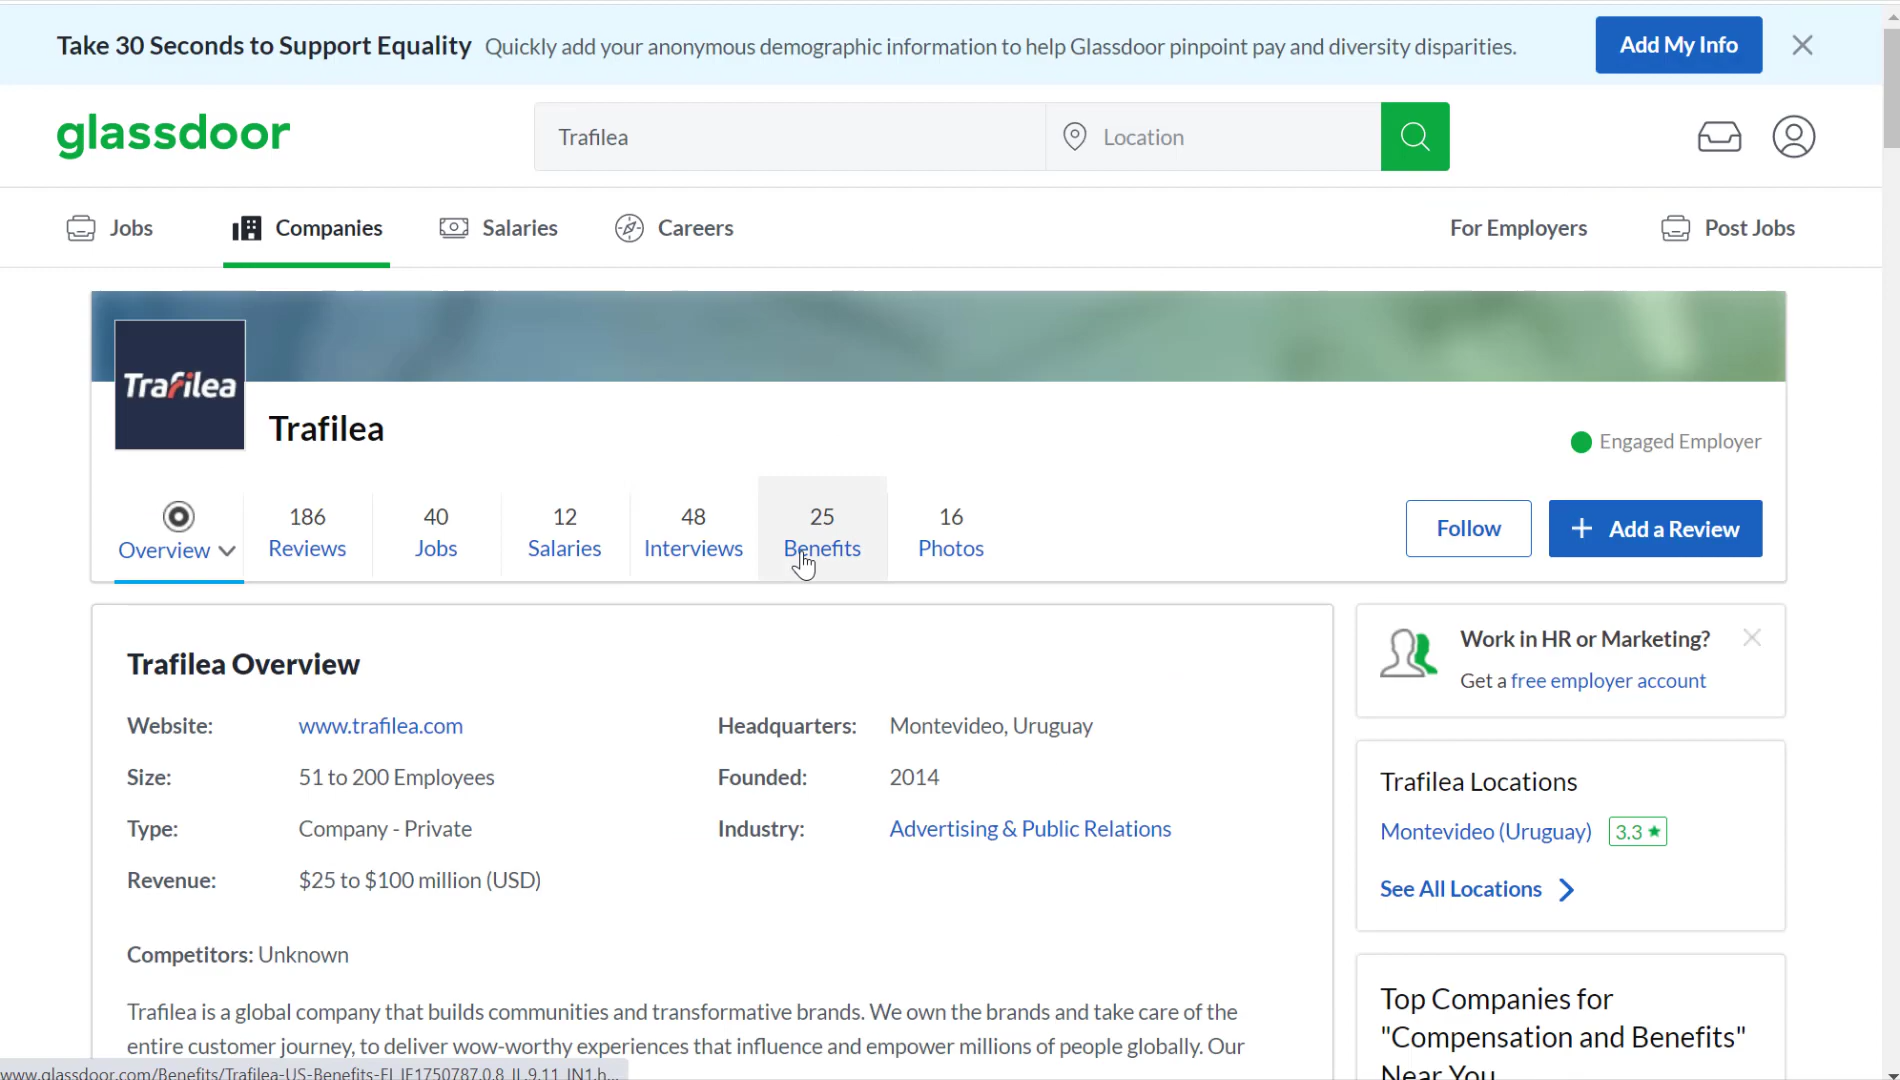 Take 30 Seconds to Support Equality Quickly add your anonymous demographic information to help Glassdoor pinpoint pay and diversity disparities. Add My Info
glassdoor
Trafilea Location
Jobs Companies Salaries Careers For Employers Post Jobs
Trafilea
Trafilea
Engaged Employer
186 40 12 48 25 16
Overview Reviews Jobs Salaries Interviews Benefits Photos
Follow
+ Add a Review
Trafilea Overview
Website: www.trafilea.com Headquarters: Montevideo, Uruguay
Size: 51 to 200 Employees Founded: 2014
Type: Company - Private Industry: Advertising & Public Relations
Revenue: $25 to $100 million (USD)
Competitors: Unknown
Trafilea is a global company that builds communities and transformative brands. We own the brands and take care of the
entire customer journey, to deliver wow-worthy experiences that influence and empower millions of people globally. Our
Work in HR or Marketing?
Get a free employer account
Trafilea Locations
Montevideo (Uruguay) 3.3 ★
See All Locations
Top Companies for
"Compensation and Benefits"
Near You